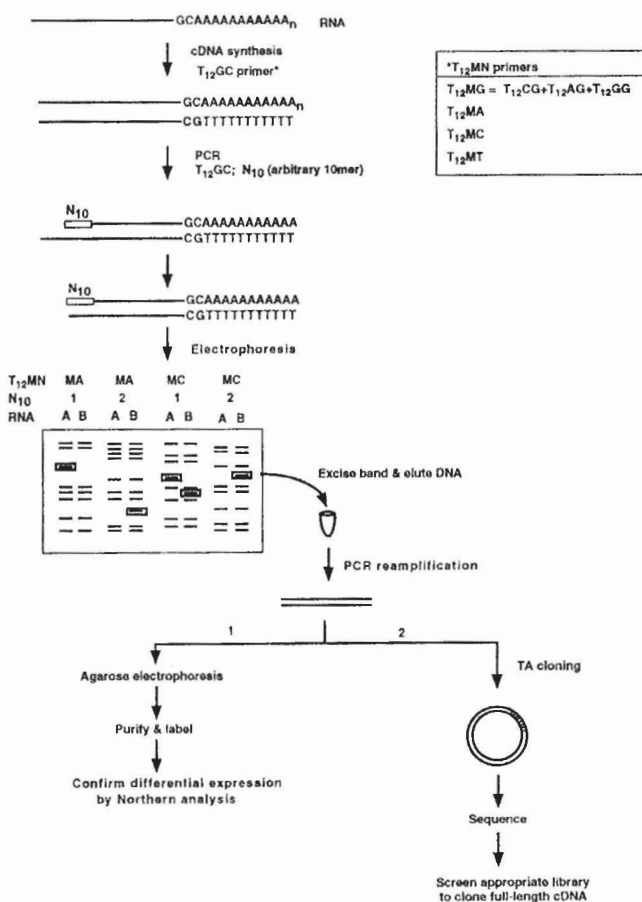 GCAAAAAAAAAAAn RNA
cDNA synthesis
T12GC primer*
GCAAAAAAAAAAAn
CGTTTTTTTTTTT
PCR
T12GC; N10 (arbitrary 10mer)
N10
GCAAAAAAAAAAA
CGTTTTTTTTTTT
N10
GCAAAAAAAAAAA
CGTTTTTTTTTTT
Electrophoresis
*T12MN primers
T12MG = T12CG+T12AG+T12GG
T12MA
T12MC
T12MT
T12MN MA MA MC MC
N10 1 2 1 2
RNA A B A B A B A B
Excise band & elute DNA
PCR reamplification
1 2
Agarose electrophoresis
Purify & label
Confirm differential expression
by Northern analysis
TA cloning
Sequence
Screen appropriate library
to clone full-length cDNA